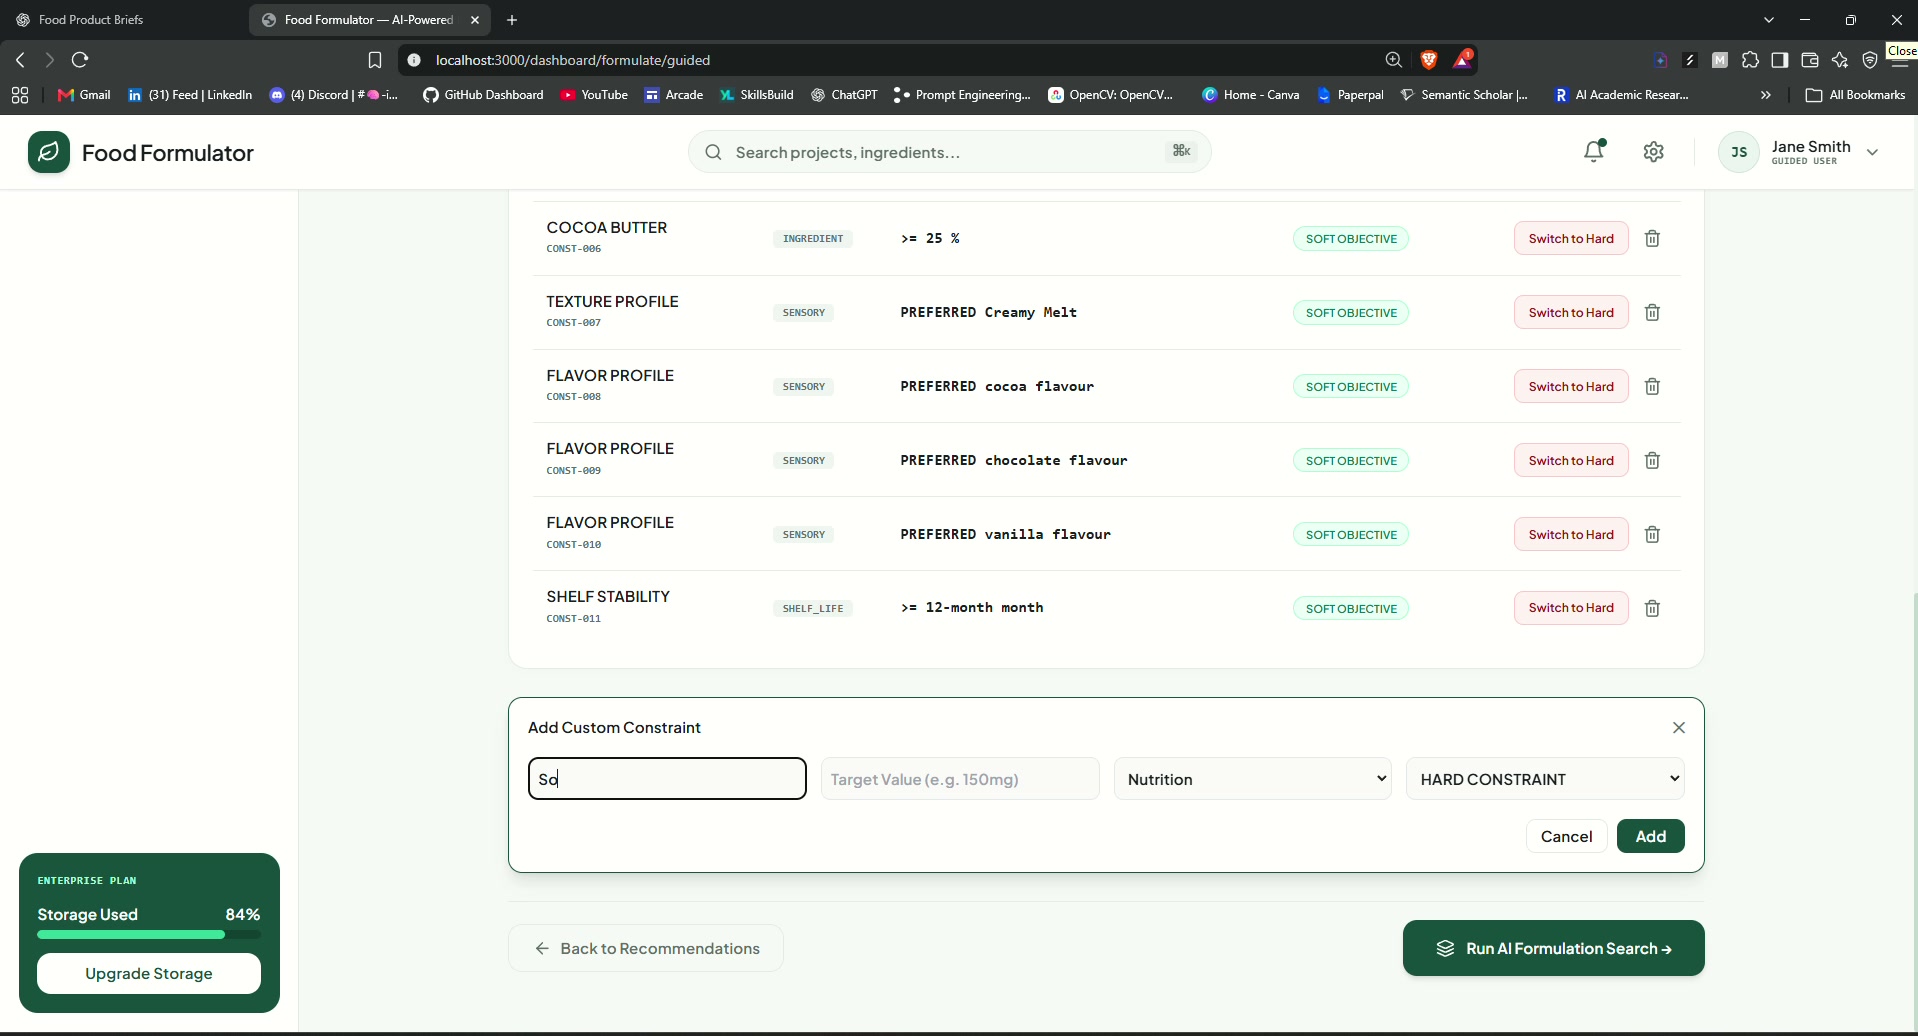 Food Product Briefs
Food Formulator — AI-Powered
Close
localhost:3000/dashboard/formulate/guided
1
Gmail
(31) Feed | LinkedIn
(4) Discord | #🧠-i...
GitHub Dashboard
YouTube
Arcade
SkillsBuild
ChatGPT
Prompt Engineering...
OpenCV: OpenCV...
Home - Canva
Paperpal
Semantic Scholar |...
AI Academic Resear...
»
All Bookmarks
Food Formulator
Search projects, ingredients...
⌘K
JS
Jane Smith
GUIDED USER
COCOA BUTTER
CONST-006
INGREDIENT
>= 25 %
SOFT OBJECTIVE
Switch to Hard
TEXTURE PROFILE
CONST-007
SENSORY
PREFERRED Creamy Melt
SOFT OBJECTIVE
Switch to Hard
FLAVOR PROFILE
CONST-008
SENSORY
PREFERRED cocoa flavour
SOFT OBJECTIVE
Switch to Hard
FLAVOR PROFILE
CONST-009
SENSORY
PREFERRED chocolate flavour
SOFT OBJECTIVE
Switch to Hard
FLAVOR PROFILE
CONST-010
SENSORY
PREFERRED vanilla flavour
SOFT OBJECTIVE
Switch to Hard
SHELF STABILITY
CONST-011
SHELF_LIFE
>= 12-month month
SOFT OBJECTIVE
Switch to Hard
Add Custom Constraint
So
Target Value (e.g. 150mg)
Nutrition
HARD CONSTRAINT
Cancel
Add
ENTERPRISE PLAN
Storage Used
84%
Upgrade Storage
← Back to Recommendations
Run AI Formulation Search →